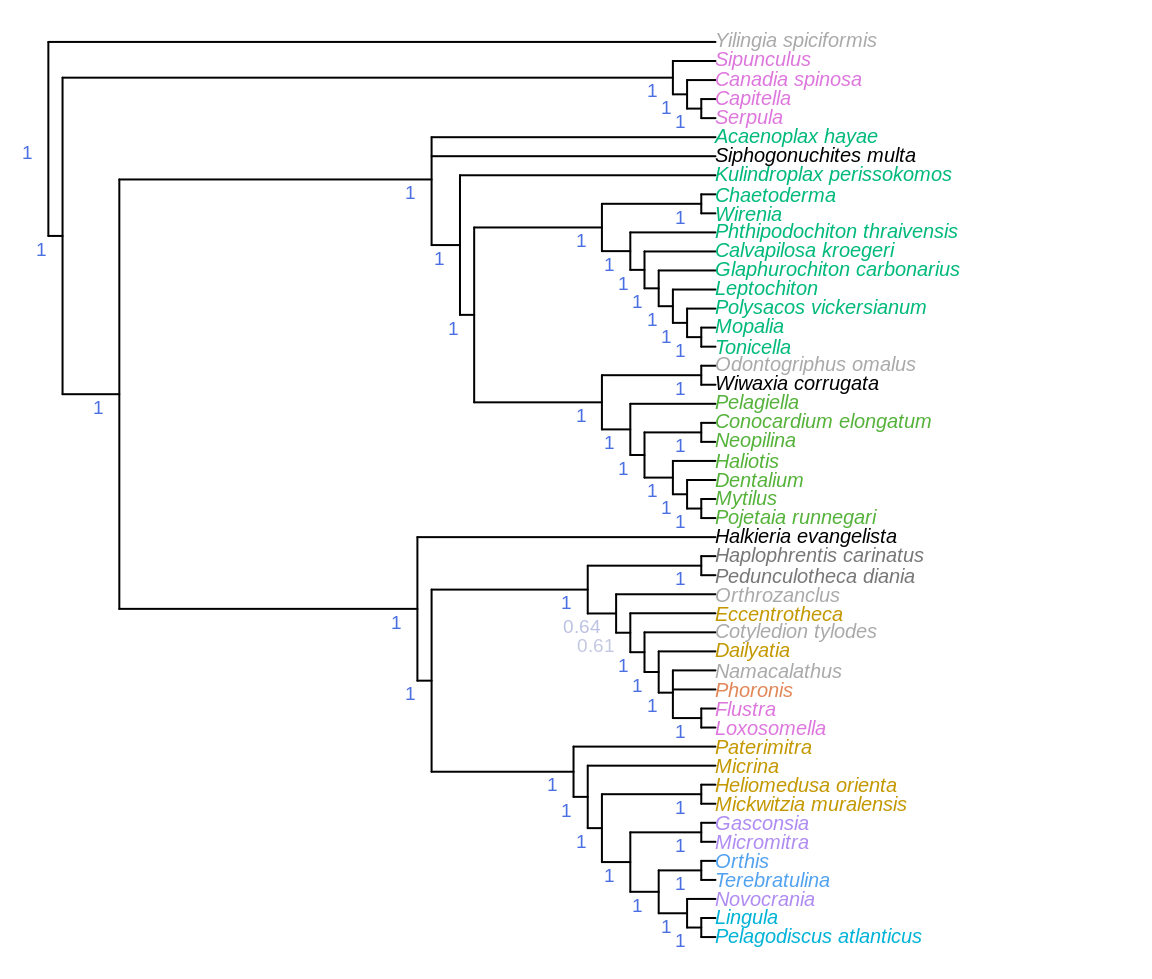 Yilingia spiciformis
Sipunculus
1
Canadia spinosa
1
Capitella
1
Serpula
Acaenoplax hayae
1
Siphogonuchites multa
Kulindroplax perissokomos
1
Chaetoderma
1
Wirenia
Phthipodochiton thraivensis
1
1
Calvapilosa kroegeri
1
1
Glaphurochiton carbonarius
1
Leptochiton
1
Polysacos vickersianum
1
Mopalia
1
1
Tonicella
1
Odontogriphus omalus
1
Wiwaxia corrugata
Pelagiella
1
1
Conocardium elongatum
1
Neopilina
1
Haliotis
1
Dentalium
1
Mytilus
1
Pojetaia runnegari
1
Halkieria evangelista
Haplophrentis carinatus
1
Pedunculotheca diania
Orthrozanclus
1
Eccentrotheca
1
0.64
Cotyledion tylodes
0.61
Dailyatia
1
Namacalathus
1
Phoronis
1
1
Flustra
Loxosomella
1
Paterimitra
Micrina
1
Heliomedusa orienta
1
Mickwitzia muralensis
1
Gasconsia
1
Micromitra
1
Orthis
1
Terebratulina
1
Novocrania
1
Lingula
1
Pelagodiscus atlanticus
1